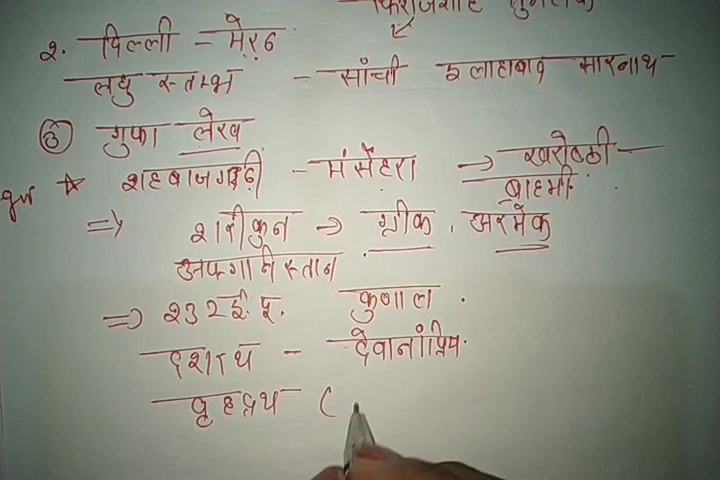 फिरोजशाह तुगलक
२. दिल्ली - मेरठ
लघु स्तम्भ - सांची इलाहाबाद सारनाथ
③ गुफा लेख
☆ शहबाजगढ़ी - मंसेहरा → खरोष्ठी
ब्राह्मी.
⇒ शरीकुन → ग्रीक . अरमेक
अफगानिस्तान .
⇒ २३२ ई. पू. कुणाल .
दशरथ - देवानांप्रिय.
वृहद्रथ (